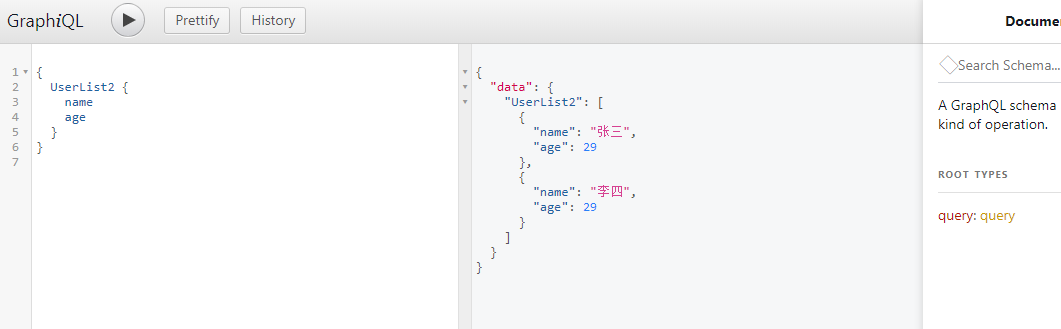 GraphiQL
Prettify
History
1 {
2 UserList2 {
3 name
4 age
5 }
6 }
7
{
"data": {
"UserList2": [
{
"name": "张三",
"age": 29
},
{
"name": "李四",
"age": 29
}
]
}
}
Docume
Search Schema...
A GraphQL schema
kind of operation.
ROOT TYPES
query: query